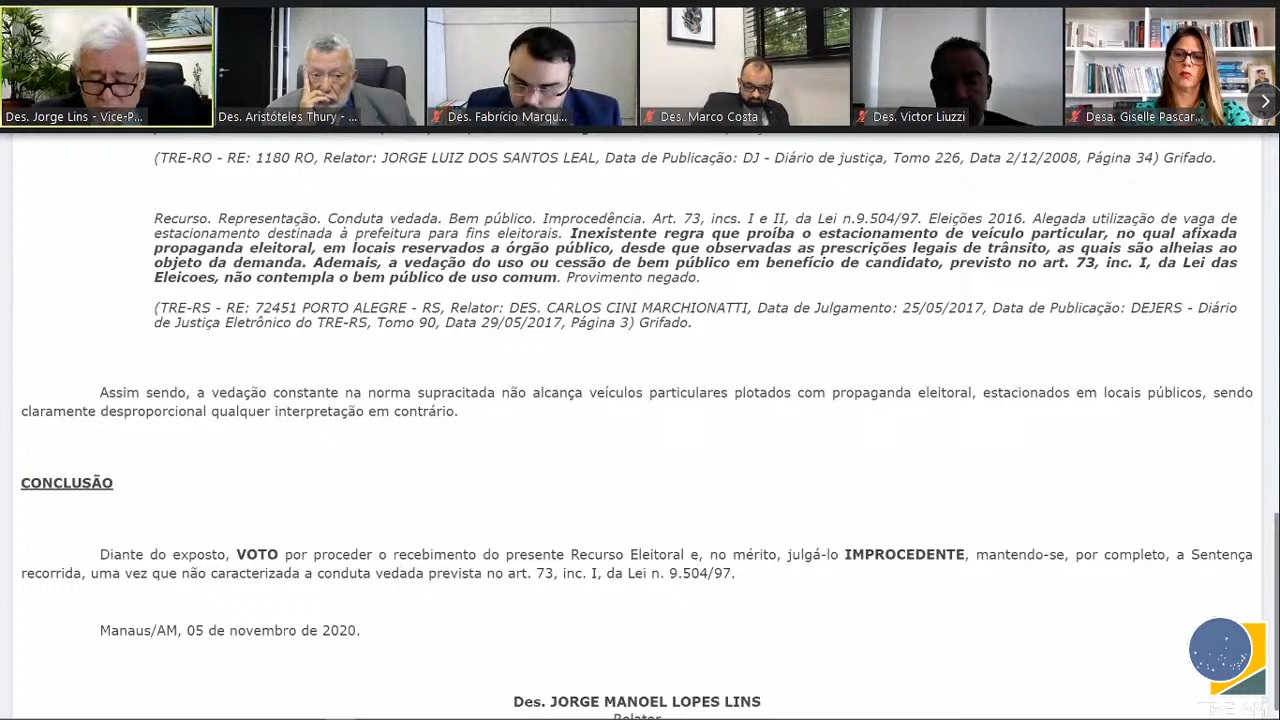 Des. Jorge Lins - Vice-P...
Des. Aristóteles Thury - ...
Des. Fabrício Marqu...
Des. Marco Costa
Des. Victor Liuzzi
Desa. Giselle Pascar...
(TRE-RO - RE: 1180 RO, Relator: JORGE LUIZ DOS SANTOS LEAL, Data de Publicação: DJ - Diário de justiça, Tomo 226, Data 2/12/2008, Página 34) Grifado.
Recurso. Representação. Conduta vedada. Bem público. Improcedência. Art. 73, incs. I e II, da Lei n.9.504/97. Eleições 2016. Alegada utilização de vaga de
estacionamento destinada à prefeitura para fins eleitorais. Inexistente regra que proíba o estacionamento de veículo particular, no qual afixada
propaganda eleitoral, em locais reservados a órgão público, desde que observadas as prescrições legais de trânsito, as quais são alheias ao
objeto da demanda. Ademais, a vedação do uso ou cessão de bem público em benefício de candidato, previsto no art. 73, inc. I, da Lei das
Eleicoes, não contempla o bem público de uso comum. Provimento negado.
(TRE-RS - RE: 72451 PORTO ALEGRE - RS, Relator: DES. CARLOS CINI MARCHIONATTI, Data de Julgamento: 25/05/2017, Data de Publicação: DEJERS - Diário
de Justiça Eletrônico do TRE-RS, Tomo 90, Data 29/05/2017, Página 3) Grifado.
Assim sendo, a vedação constante na norma supracitada não alcança veículos particulares plotados com propaganda eleitoral, estacionados em locais públicos, sendo
claramente desproporcional qualquer interpretação em contrário.
CONCLUSÃO
Diante do exposto, VOTO por proceder o recebimento do presente Recurso Eleitoral e, no mérito, julgá-lo IMPROCEDENTE, mantendo-se, por completo, a Sentença
recorrida, uma vez que não caracterizada a conduta vedada prevista no art. 73, inc. I, da Lei n. 9.504/97.
Manaus/AM, 05 de novembro de 2020.
Des. JORGE MANOEL LOPES LINS
Relator
TRE-AM